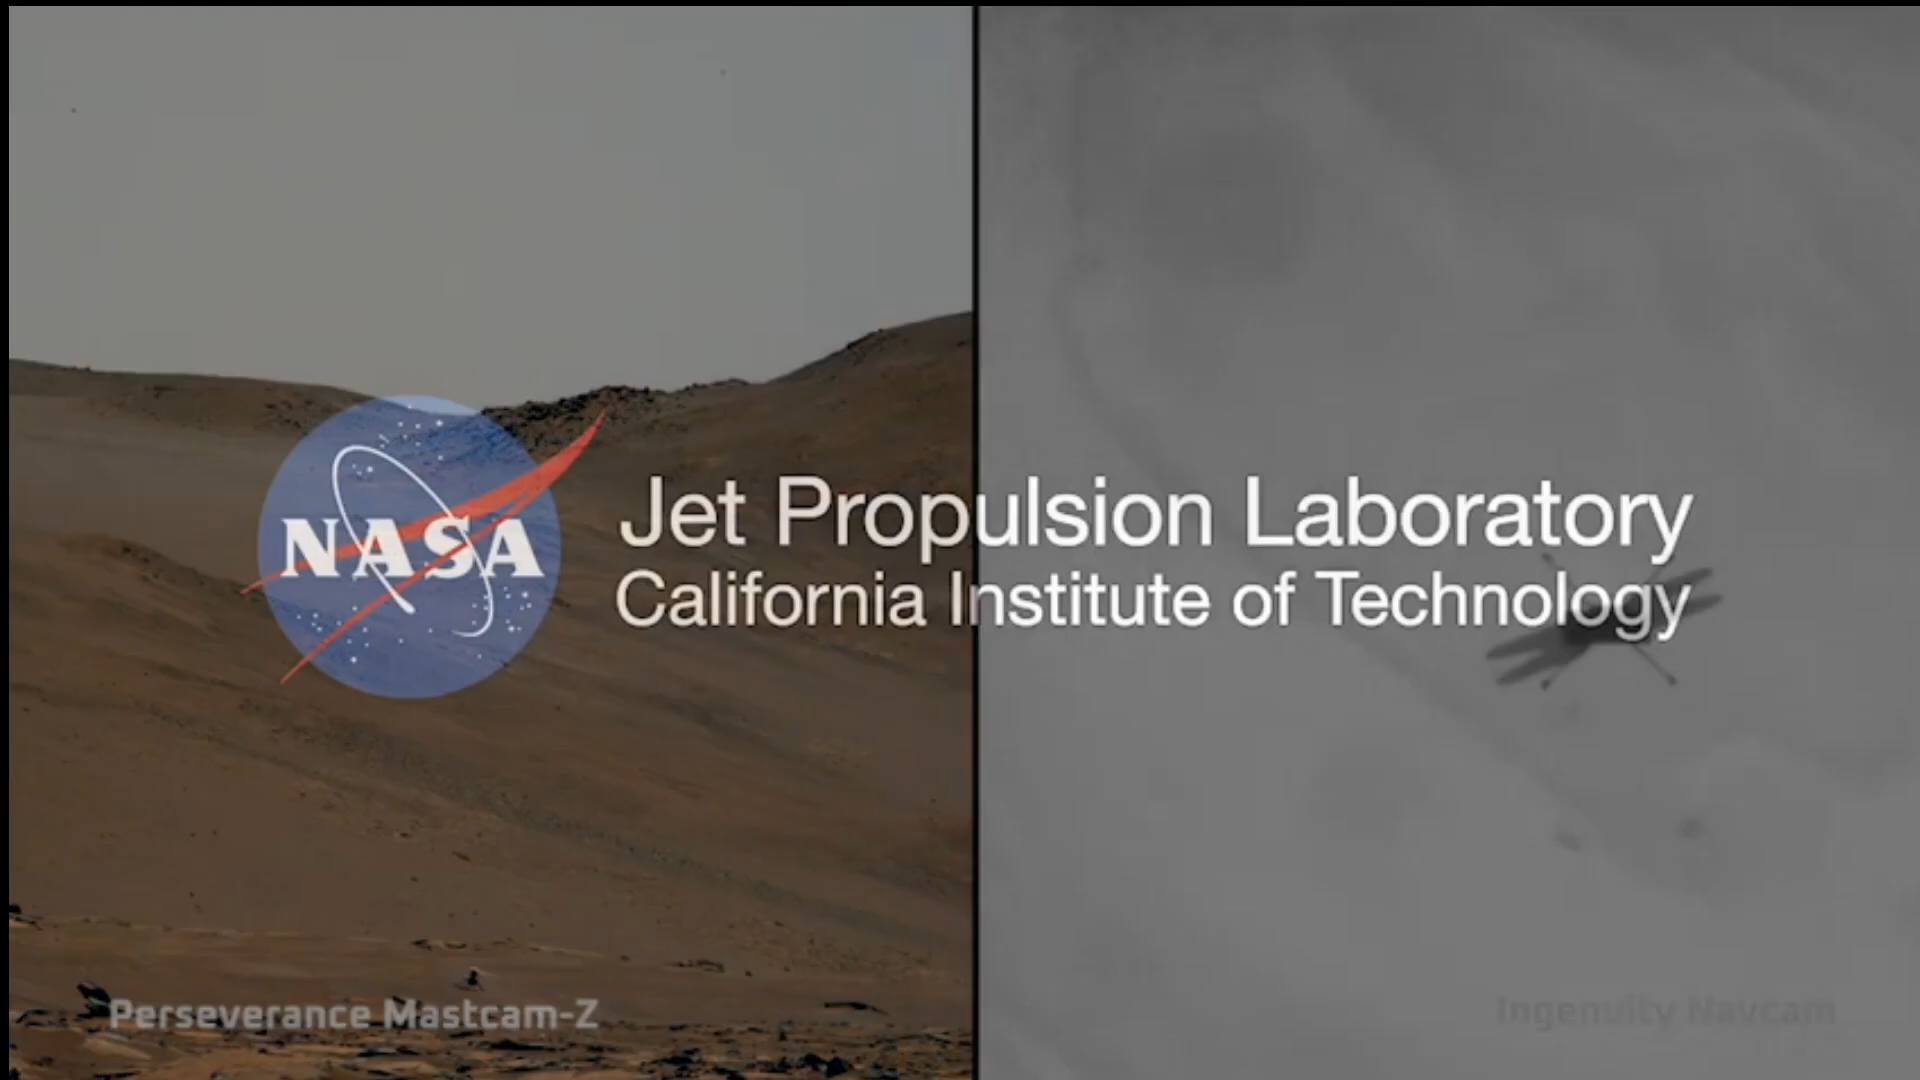 NASA
Jet Propulsion Laboratory
California Institute of Technology
Perseverance Mastcam-Z
Ingenuity Navcam